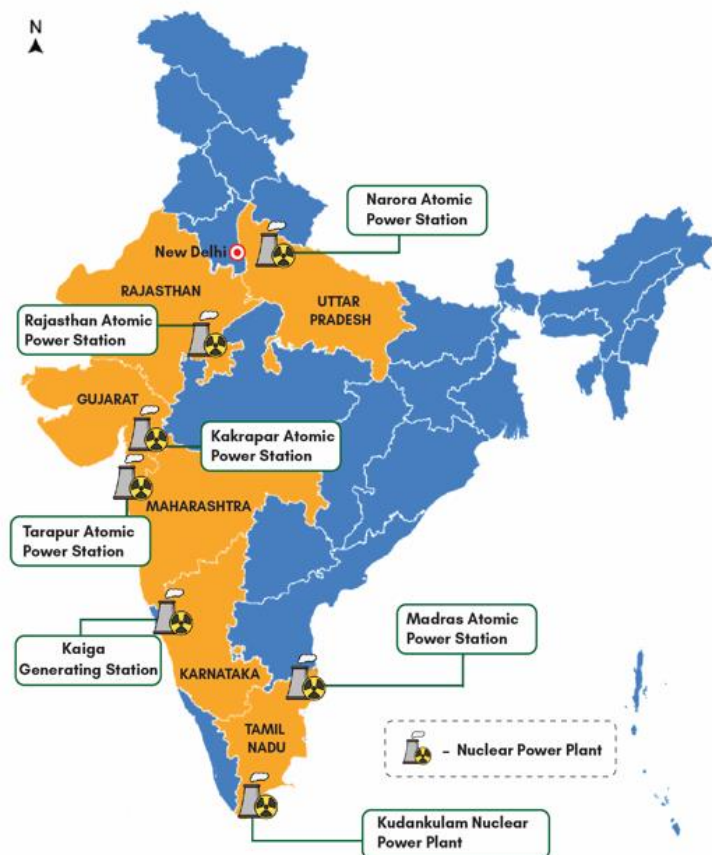 N
Narora Atomic
Power Station
New Delhi
RAJASTHAN
UTTAR
PRADESH
Rajasthan Atomic
Power Station
GUJARAT
Kakrapar Atomic
Power Station
MAHARASHTRA
Tarapur Atomic
Power Station
Madras Atomic
Power Station
Kaiga
Generating Station
KARNATAKA
TAMIL
NADU
- Nuclear Power Plant
Kudankulam Nuclear
Power Plant